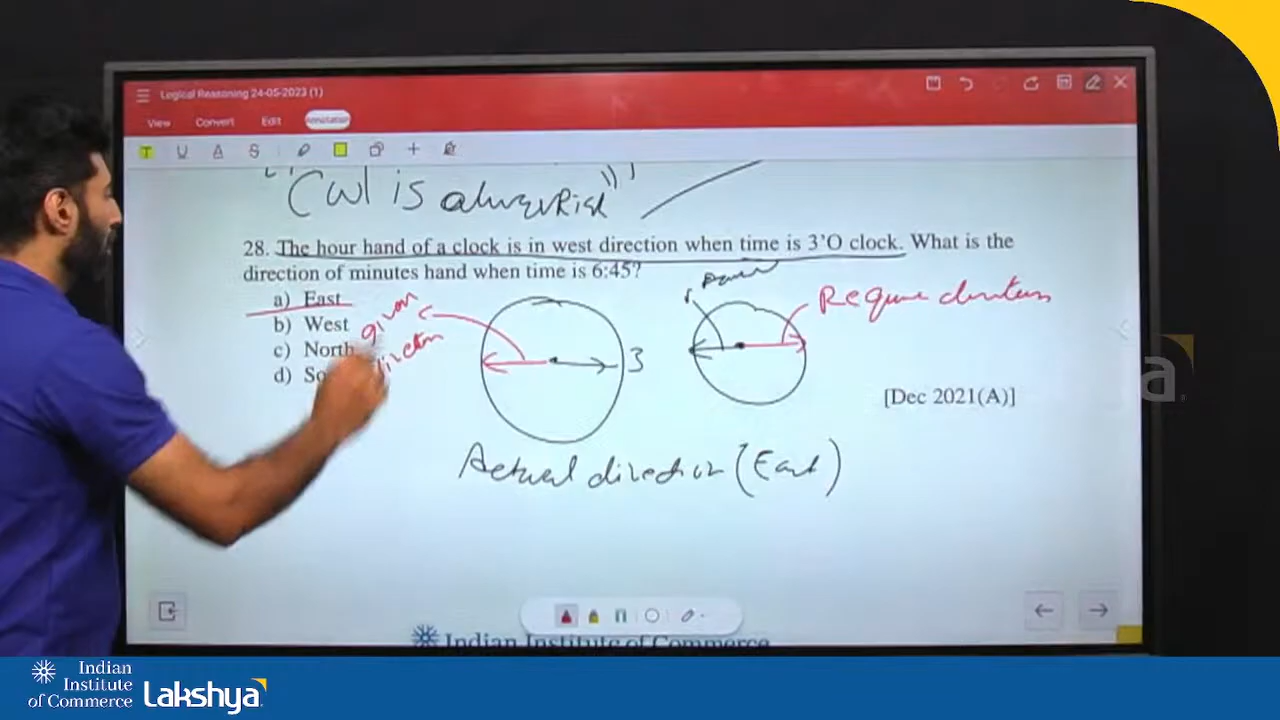 Logical Reasoning 24-05-2023 (1)
View Convert Edit Annotation
T U A S
"(w) is always Right"
28. The hour hand of a clock is in west direction when time is 3'O clock. What is the
direction of minutes hand when time is 6:45?
a) East
b) West
c) North
d) So
given
direction
3
Require direction
[Dec 2021(A)]
Actual direction (East)
Indian Institute of Commerce
Indian
Institute
of Commerce
Lakshya
a